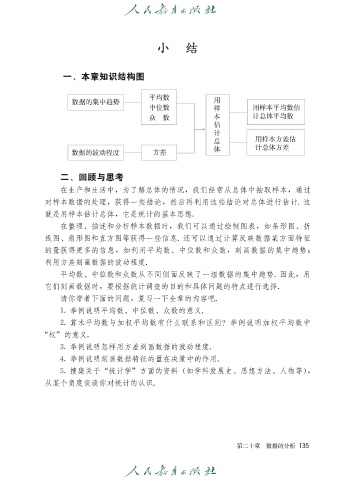 人民教育出版社
小 结
一、本章知识结构图
数据的集中趋势
平均数
中位数
众 数
用样本估计总体
用样本平均数估
计总体平均数
数据的波动程度
方差
用样本方差估
计总体方差
二、回顾与思考
在生产和生活中,为了解总体的情况,我们经常从总体中抽取样本,通过
对样本数据的处理,获得一些结论,然后再利用这些结论对总体进行估计.这
就是用样本估计总体,它是统计的基本思想.
在整理、描述和分析样本数据时,我们可以通过绘制图表,如条形图、折
线图、扇形图和直方图等获得一些信息.还可以通过计算反映数据某方面特征
的量获得更多的信息,如利用平均数、中位数和众数,刻画数据的集中趋势;
利用方差刻画数据的波动程度.
平均数、中位数和众数从不同侧面反映了一组数据的集中趋势.因此,用
它们刻画数据时,要根据统计调查的目的和具体问题的特点进行选择.
请你带着下面的问题,复习一下全章的内容吧.
1. 举例说明平均数、中位数、众数的意义.
2. 算术平均数与加权平均数有什么联系和区别?举例说明加权平均数中
“权”的意义.
3. 举例说明怎样用方差刻画数据的波动程度.
4. 举例说明刻画数据特征的量在决策中的作用.
5. 搜集关于“统计学”方面的资料(如学科发展史、思想方法、人物等),
从某个角度谈谈你对统计的认识.
第二十章 数据的分析 135
人民教育出版社